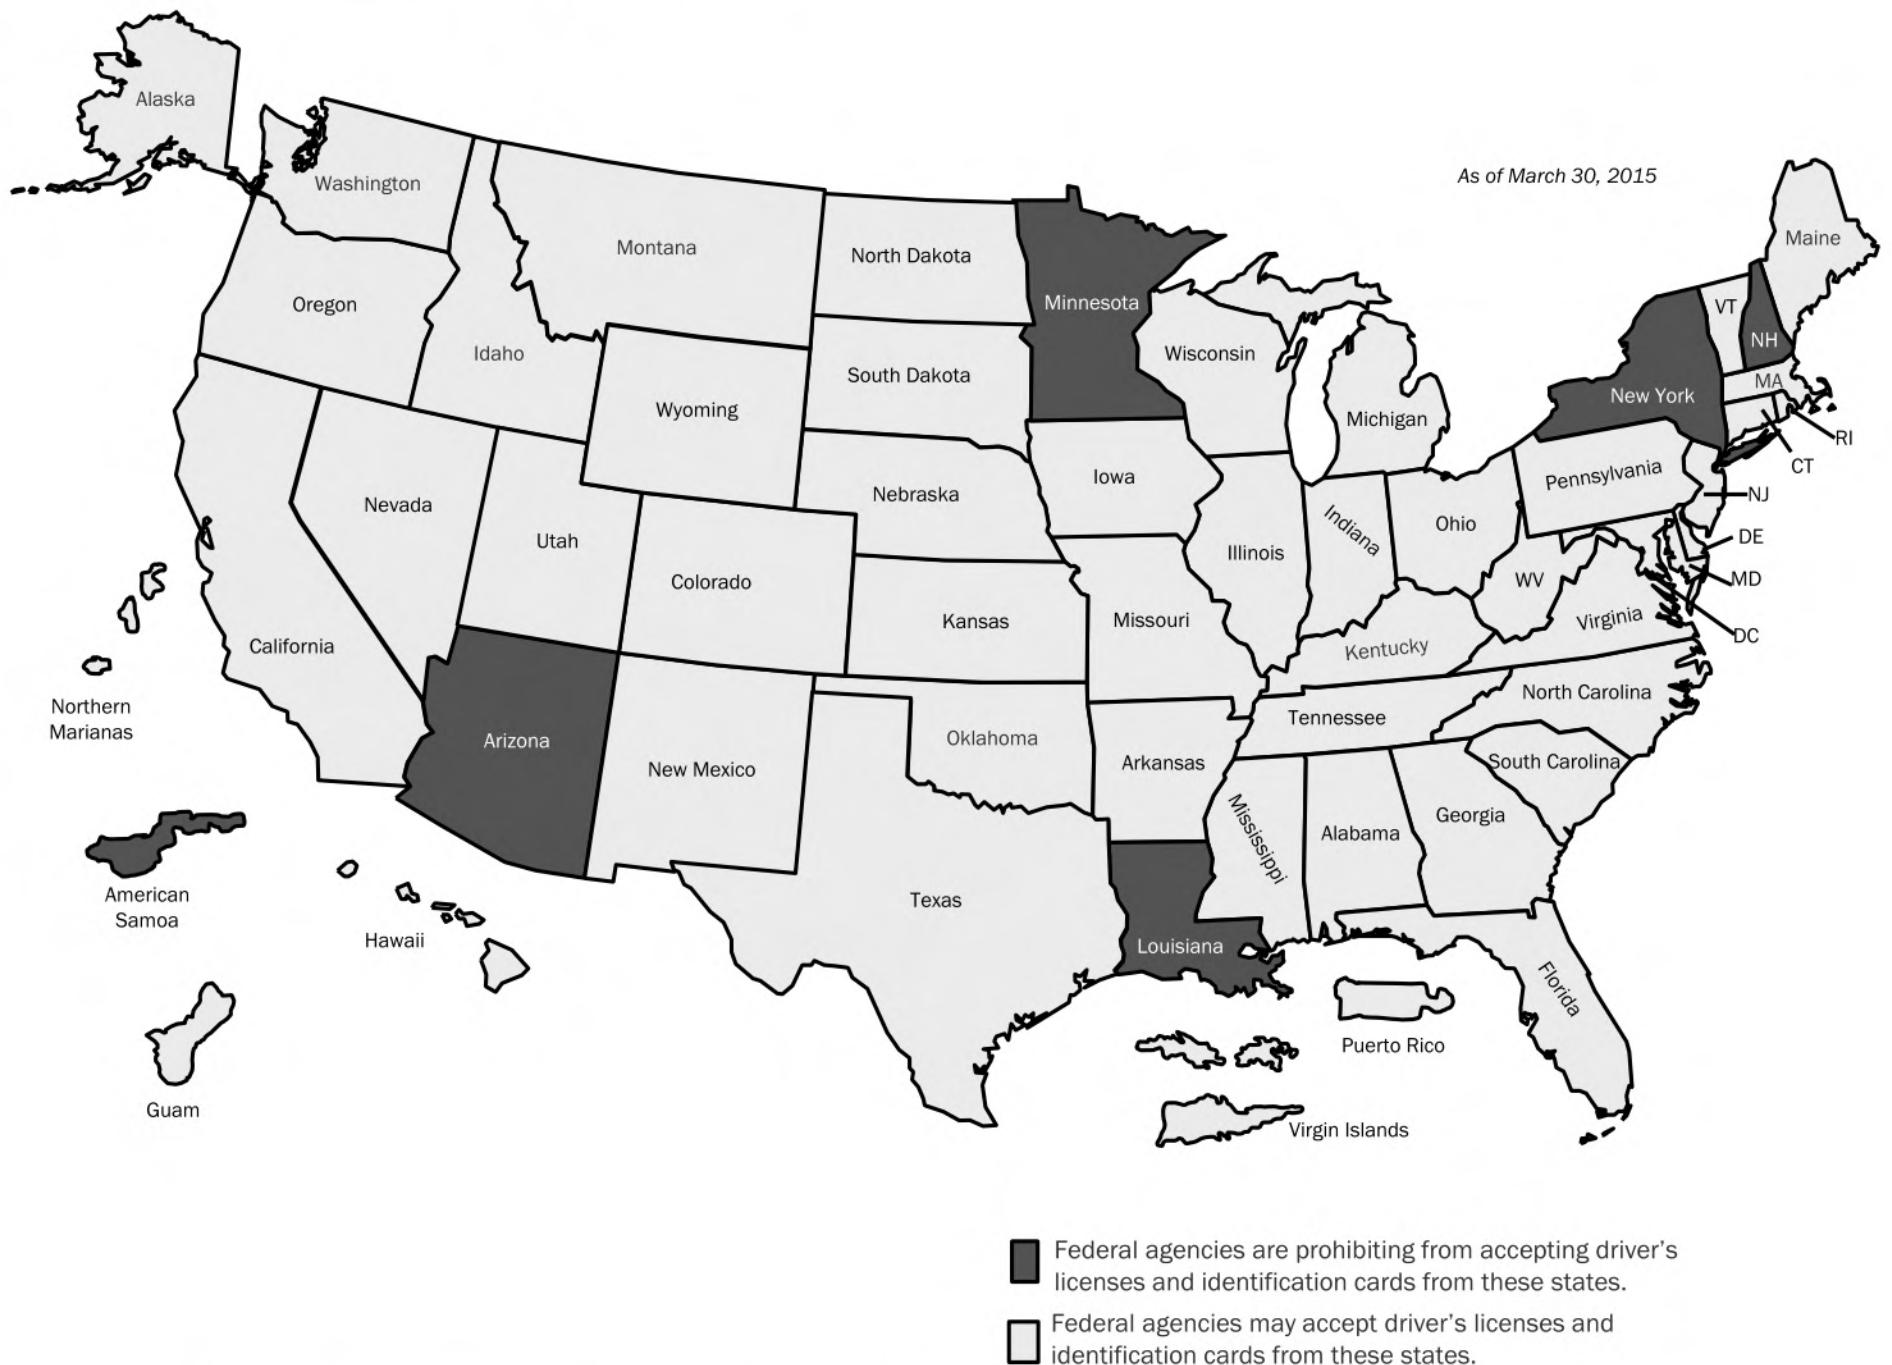 Alaska
As of March 30, 2015
Washington
Maine
Montana
North Dakota
Minnesota
Oregon
VT
NH
Idaho
Wisconsin
South Dakota
MA
New York
Wyoming
Michigan
RI
CT
Pennsylvania
Iowa
Nebraska
NJ
Nevada
Indiana
Ohio
DE
Utah
Illinois
WV
MD
Colorado
Kansas
Missouri
Virginia
DC
California
Kentucky
North Carolina
Northern
Marianas
Tennessee
Arizona
Oklahoma
New Mexico
Arkansas
South Carolina
Mississippi
Alabama
Georgia
American
Samoa
Texas
Hawaii
Louisiana
Florida
Puerto Rico
Guam
Virgin Islands
Federal agencies are prohibiting from accepting driver's
licenses and identification cards from these states.
Federal agencies may accept driver's licenses and
identification cards from these states.